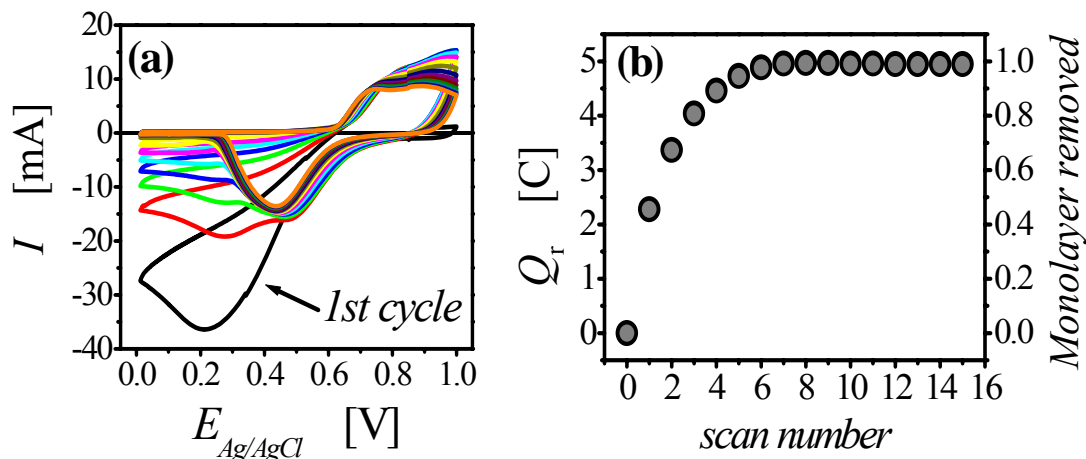 (a)
I [mA]
20
10
0
-10
-20
-30
-40
1st cycle
0.0 0.2 0.4 0.6 0.8 1.0
E Ag/AgCl [V]
(b)
Qr [C]
5
4
3
2
1
0
1.0
0.8
0.6
0.4
0.2
0.0
Monolayer removed
0 2 4 6 8 10 12 14 16
scan number